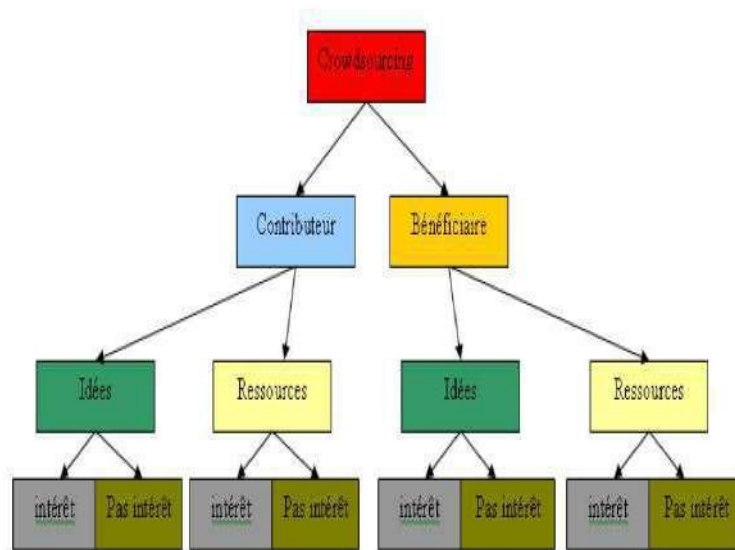 Crowdsourcing
Contributeur Bénéficiaire
Idées Ressources Idées Ressources
intérêt Pas intérêt intérêt Pas intérêt intérêt Pas intérêt intérêt Pas intérêt